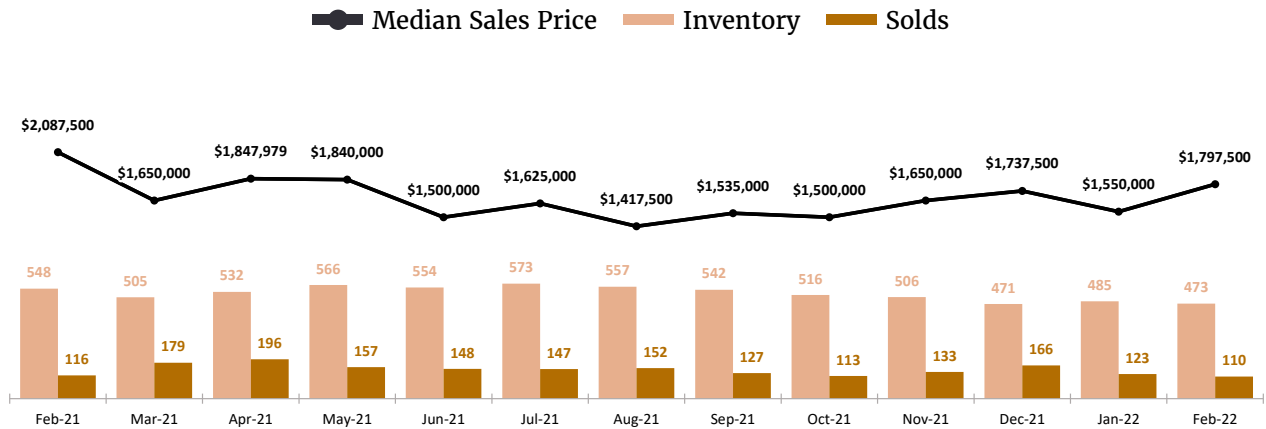 Median Sales Price Inventory Solds
$2,087,500 $1,650,000 $1,847,979 $1,840,000 $1,500,000 $1,625,000 $1,417,500 $1,535,000 $1,500,000 $1,650,000 $1,737,500 $1,550,000 $1,797,500
548 505 532 566 554 573 557 542 516 506 471 485 473
116 179 196 157 148 147 152 127 113 133 166 123 110
Feb-21 Mar-21 Apr-21 May-21 Jun-21 Jul-21 Aug-21 Sep-21 Oct-21 Nov-21 Dec-21 Jan-22 Feb-22